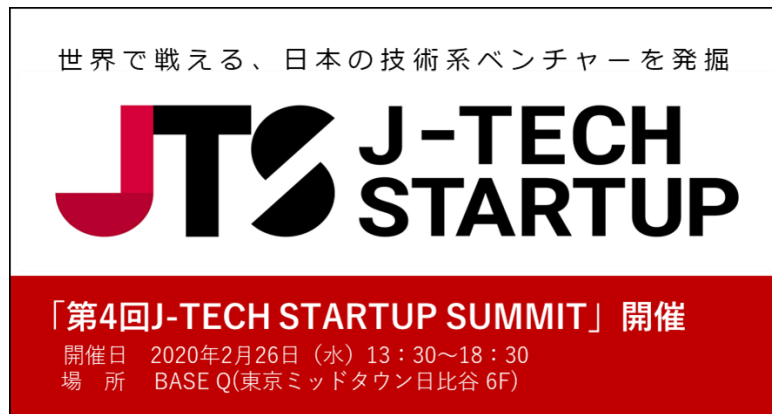 世界で戦える、日本の技術系ベンチャーを発掘
JTS J-TECH
STARTUP
「第4回J-TECH STARTUP SUMMIT」開催
開催日　2020年2月26日（水）13：30～18：30
場　所　BASE Q(東京ミッドタウン日比谷 6F)